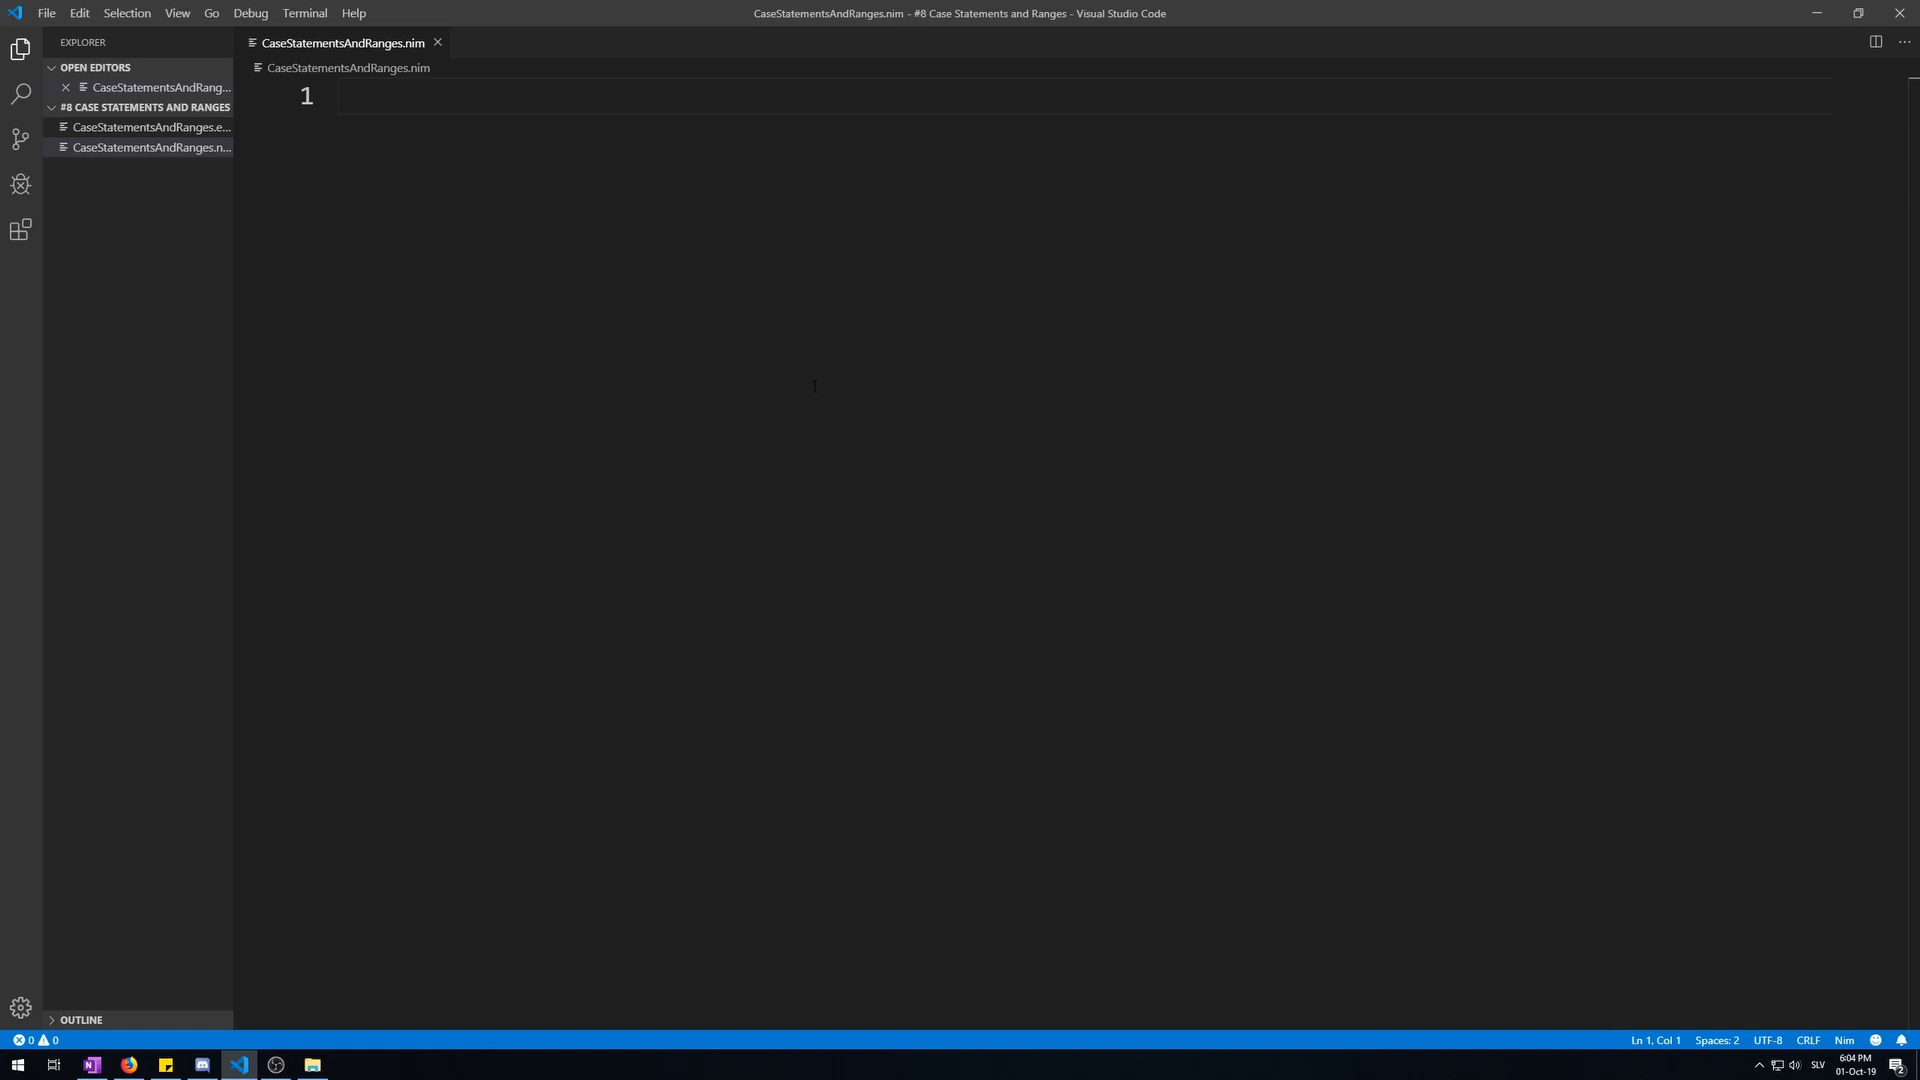 File Edit Selection View Go Debug Terminal Help
CaseStatementsAndRanges.nim - #8 Case Statements and Ranges - Visual Studio Code
EXPLORER
CaseStatementsAndRanges.nim
OPEN EDITORS
CaseStatementsAndRang...
CaseStatementsAndRanges.nim
#8 CASE STATEMENTS AND RANGES
CaseStatementsAndRanges.e...
CaseStatementsAndRanges.n...
1
OUTLINE
0 0
Ln 1, Col 1 Spaces: 2 UTF-8 CRLF Nim
N
SLV
6:04 PM
01-Oct-19
2